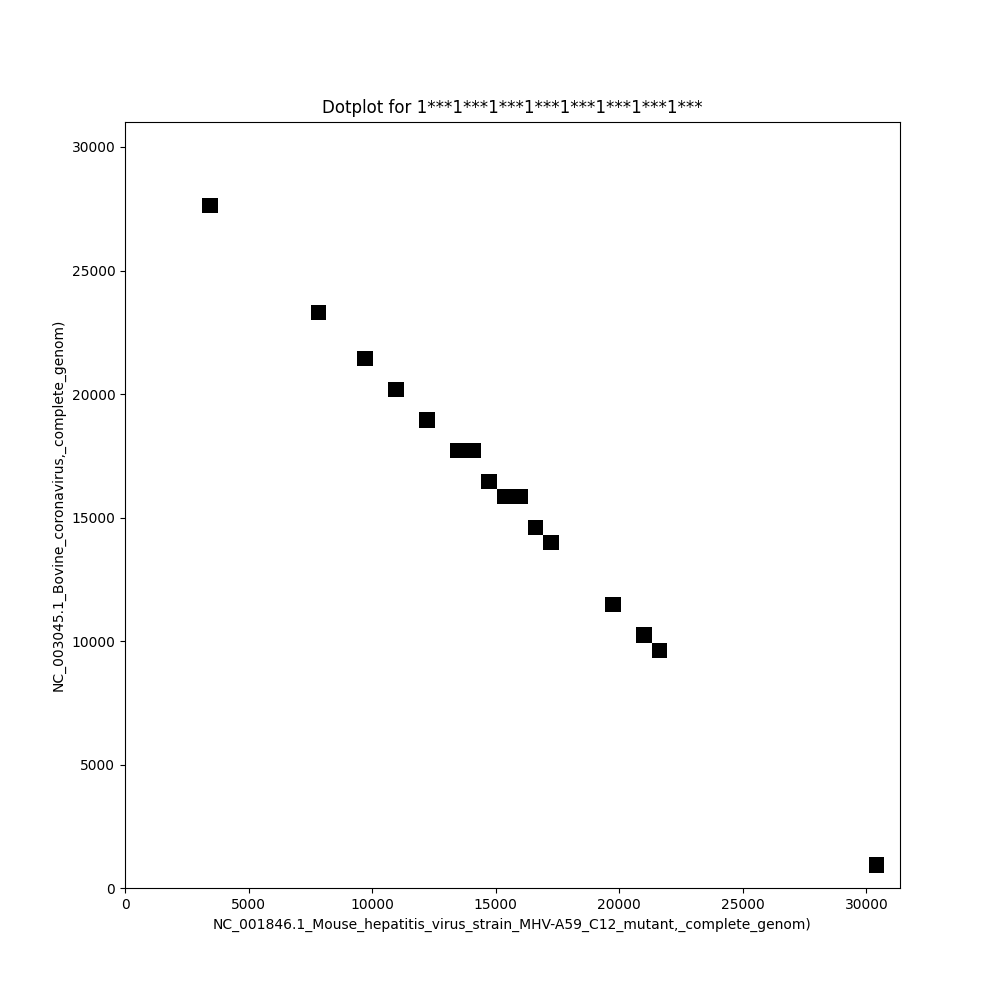 Dotplot for 1***1***1***1***1***1***1***1***
30000
25000
20000
15000
10000
5000
0
NC_003045.1_Bovine_coronavirus,_complete_genom)
0 5000 10000 15000 20000 25000 30000
NC_001846.1_Mouse_hepatitis_virus_strain_MHV-A59_C12_mutant,_complete_genom)